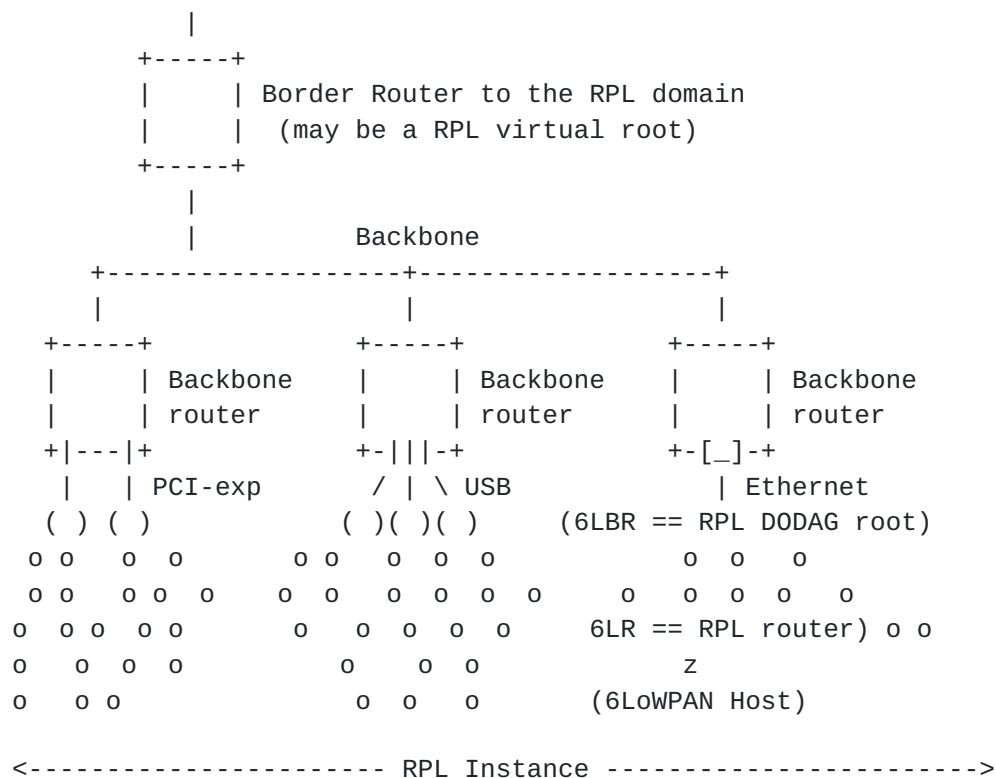 Border Router to the RPL domain
(may be a RPL virtual root)
Backbone
Backbone Backbone Backbone
router router router
PCI-exp USB Ethernet
( ) ( ) ( )( )( ) (6LBR == RPL DODAG root)
o o o o o o o o o o o o
o o o o o o o o o o o o o o o o o
o o o o o o o o o o 6LR == RPL router) o o
o o o o o o o z
o o o o o o (6LoWPAN Host)
<----------------------- RPL Instance ------------------------>